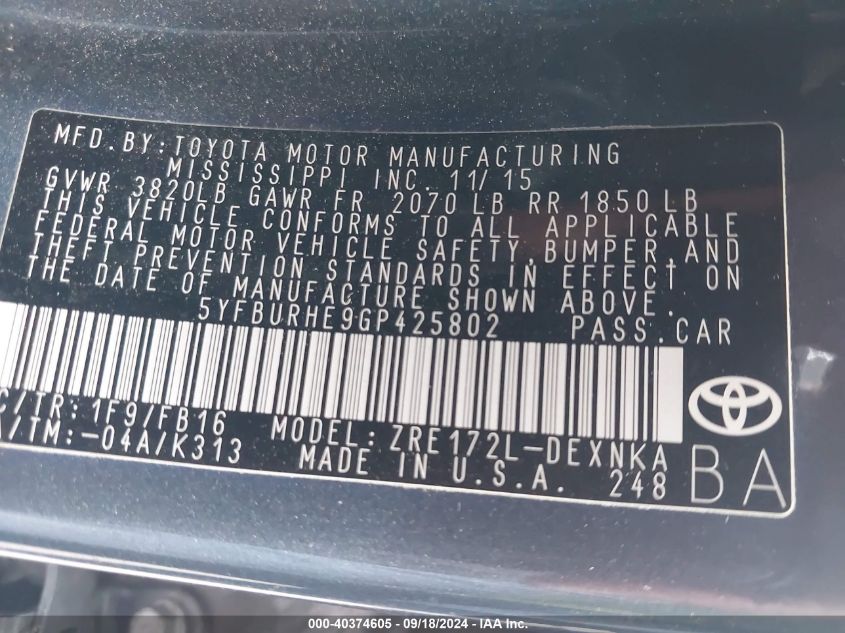 MFD. BY: TOYOTA MOTOR MANUFACTURING
MISSISSIPPI INC. 11/15
GVWR 3820LB GAWR FR 2070 LB RR 1850 LB
THIS VEHICLE CONFORMS TO ALL APPLICABLE
FEDERAL MOTOR VEHICLE SAFETY, BUMPER, AND
THEFT PREVENTION STANDARDS IN EFFECT ON
THE DATE OF MANUFACTURE SHOWN ABOVE.
5YFBURHE9GP425802 PASS. CAR
C/TR: 1F9/FB16 MODEL: ZRE172L-DEXNKA
/TM:-04A/K313 MADE IN U.S.A. 248
BA
000-40374605 - 09/18/2024 - IAA Inc.